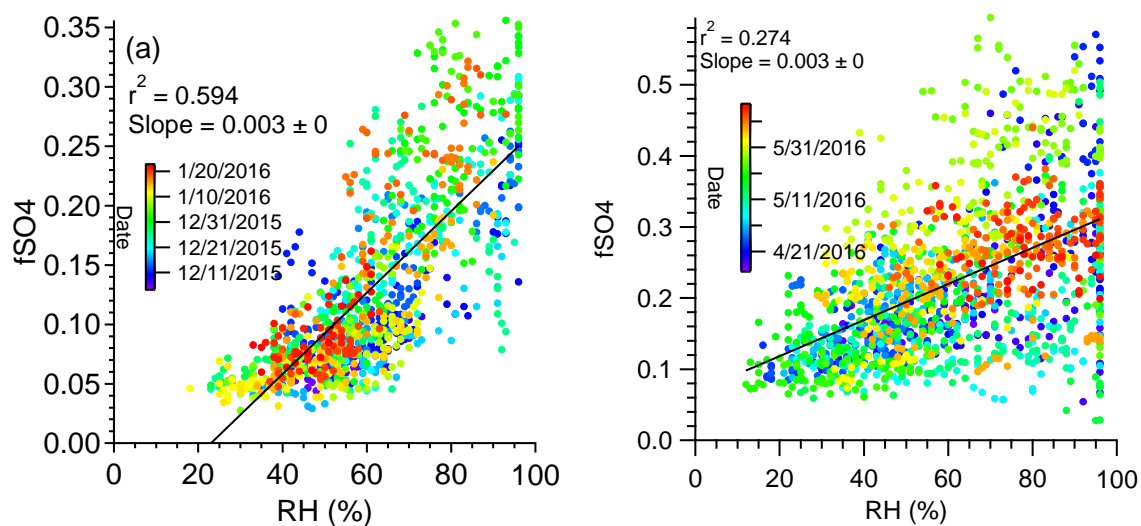 0.35
0.30
0.25
0.20
0.15
0.10
0.05
0.00
fSO4
(a)
r² = 0.594
Slope = 0.003 ± 0
1/20/2016
1/10/2016
12/31/2015
12/21/2015
12/11/2015
Date
0 20 40 60 80 100
RH (%)
0.5
0.4
0.3
0.2
0.1
0.0
fSO4
r² = 0.274
Slope = 0.003 ± 0
5/31/2016
5/11/2016
4/21/2016
Date
0 20 40 60 80 100
RH (%)